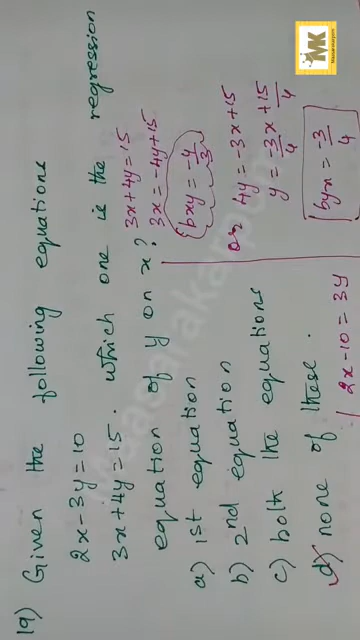 19) Given the following equations
2x-3y=10
3x+4y=15. which one is the regression
equation of y on x?
a) 1st equation
b) 2nd equation
c) both the equations
d) none of these.
3x+4y=15
3x=-4y+15
bxy = -4/3
or 4y=-3x+15
y = -3x/4 + 15/4
byx = -3/4
2x-10=3y
MK